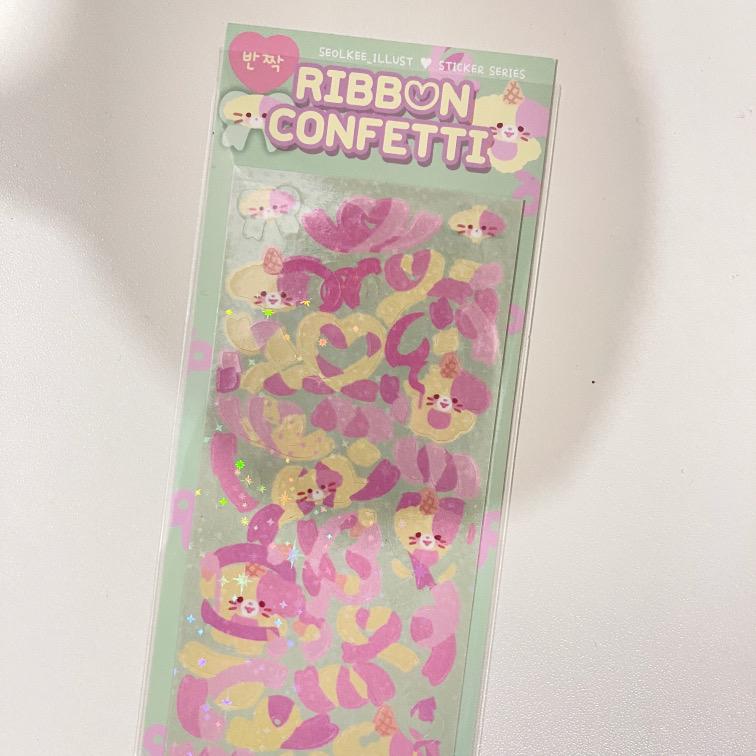 반짝
SEOLKEE_ILLUST ♥ STICKER SERIES
RIBBON
CONFETTI